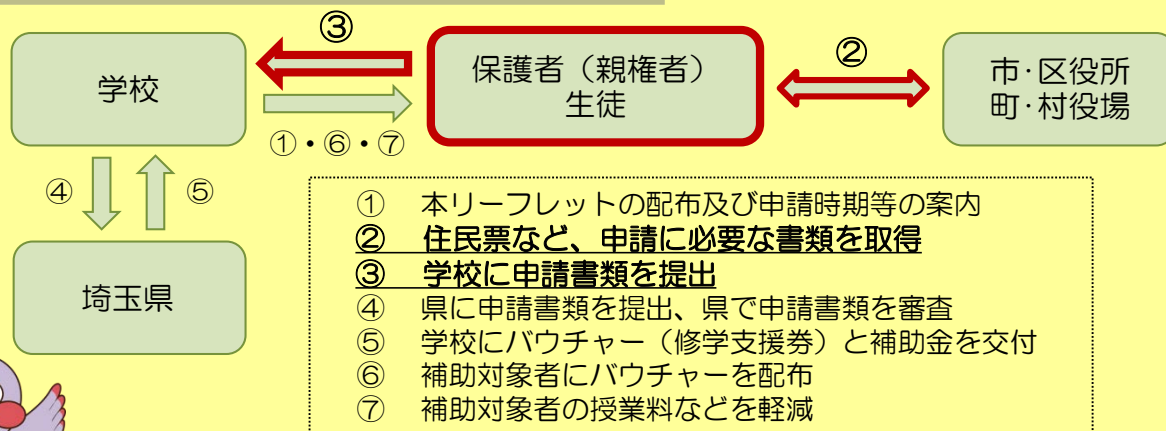 ③
学校
保護者（親権者）
生徒
②
市・区役所
町・村役場
①・⑥・⑦
④
⑤
埼玉県
① 本リーフレットの配布及び申請時期等の案内
② 住民票など、申請に必要な書類を取得
③ 学校に申請書類を提出
④ 県に申請書類を提出、県で申請書類を審査
⑤ 学校にバウチャー（修学支援券）と補助金を交付
⑥ 補助対象者にバウチャーを配布
⑦ 補助対象者の授業料などを軽減